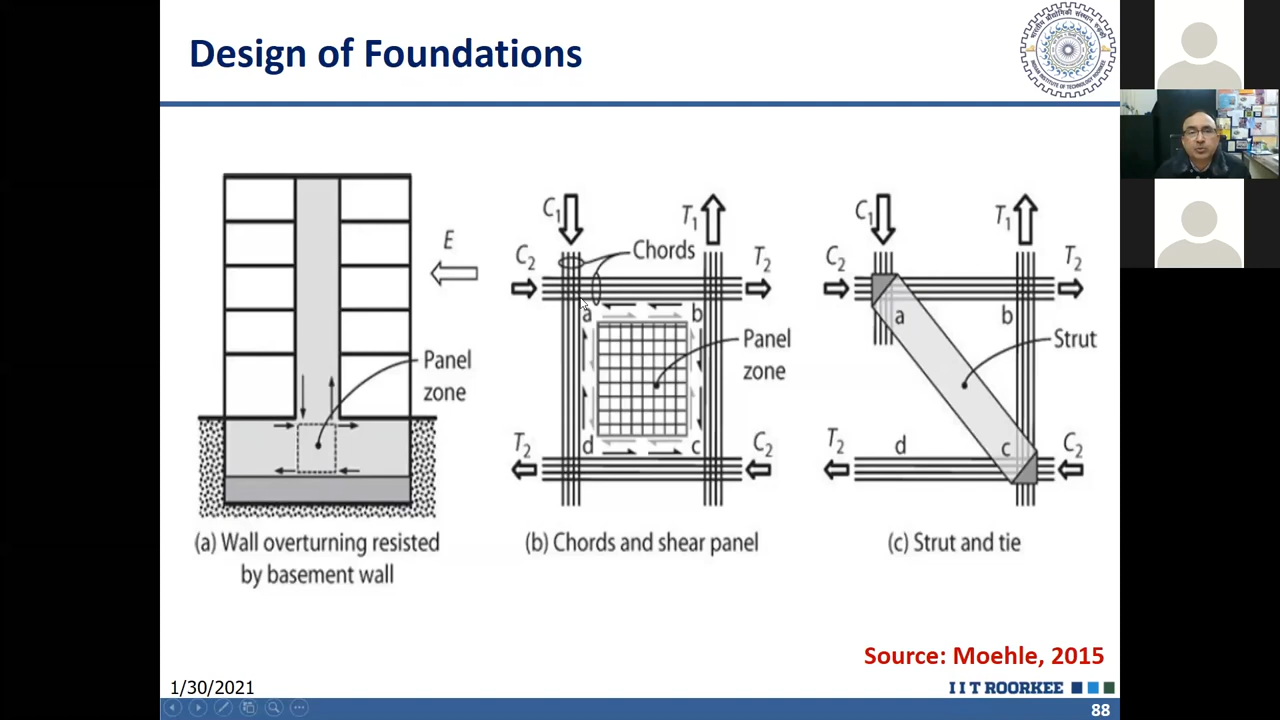 Design of Foundations
E
Panel
zone
(a) Wall overturning resisted
by basement wall
C1
T1
Chords
C2
T2
a
b
Panel
zone
d
c
T2
C2
(b) Chords and shear panel
C1
T1
C2
T2
a
b
Strut
d
c
T2
C2
(c) Strut and tie
Source: Moehle, 2015
1/30/2021
I I T ROORKEE
88